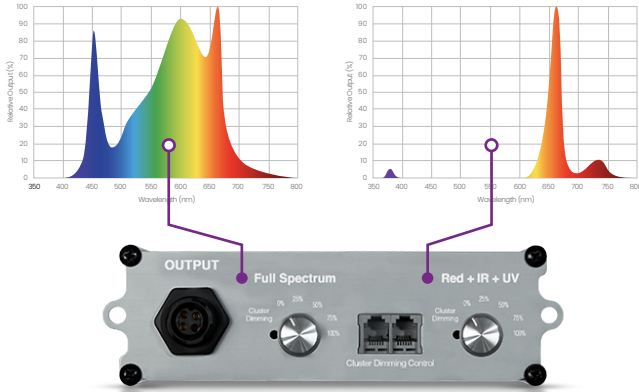 100
90
80
70
60
50
40
30
20
10
0
Relative Output (%)
350 400 450 500 550 600 650 700 750 800
Wavelength (nm)
100
90
80
70
60
50
40
30
20
10
0
Relative Output (%)
350 400 450 500 550 600 650 700 750 800
Wavelength (nm)
OUTPUT
Full Spectrum
Red + IR + UV
Cluster
Dimming
0% 25% 50% 75% 100%
Cluster
Dimming
0% 25% 50% 75% 100%
Cluster Dimming Control